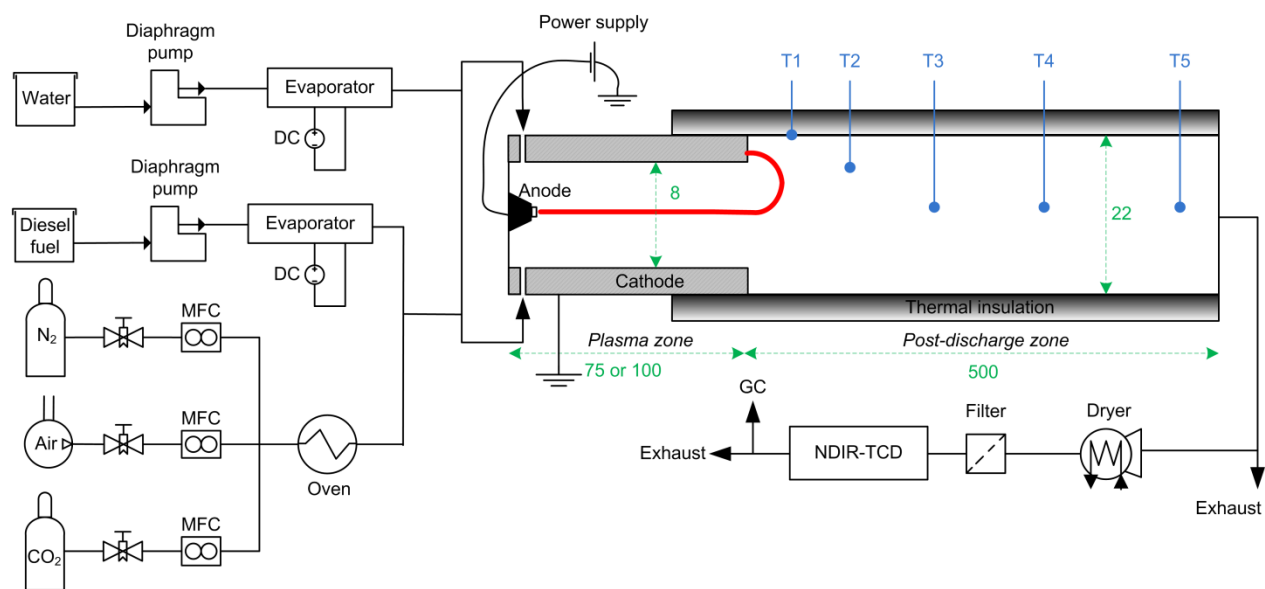 Power supply
Diaphragm
pump
T1
T2
T3
T4
T5
Water
Evaporator
DC
Diaphragm
pump
Anode
8
22
Diesel
fuel
Evaporator
DC
Cathode
Thermal insulation
N₂
MFC
Plasma zone
Post-discharge zone
75 or 100
500
GC
Air
MFC
Filter
Dryer
Exhaust
NDIR-TCD
Oven
Exhaust
CO₂
MFC